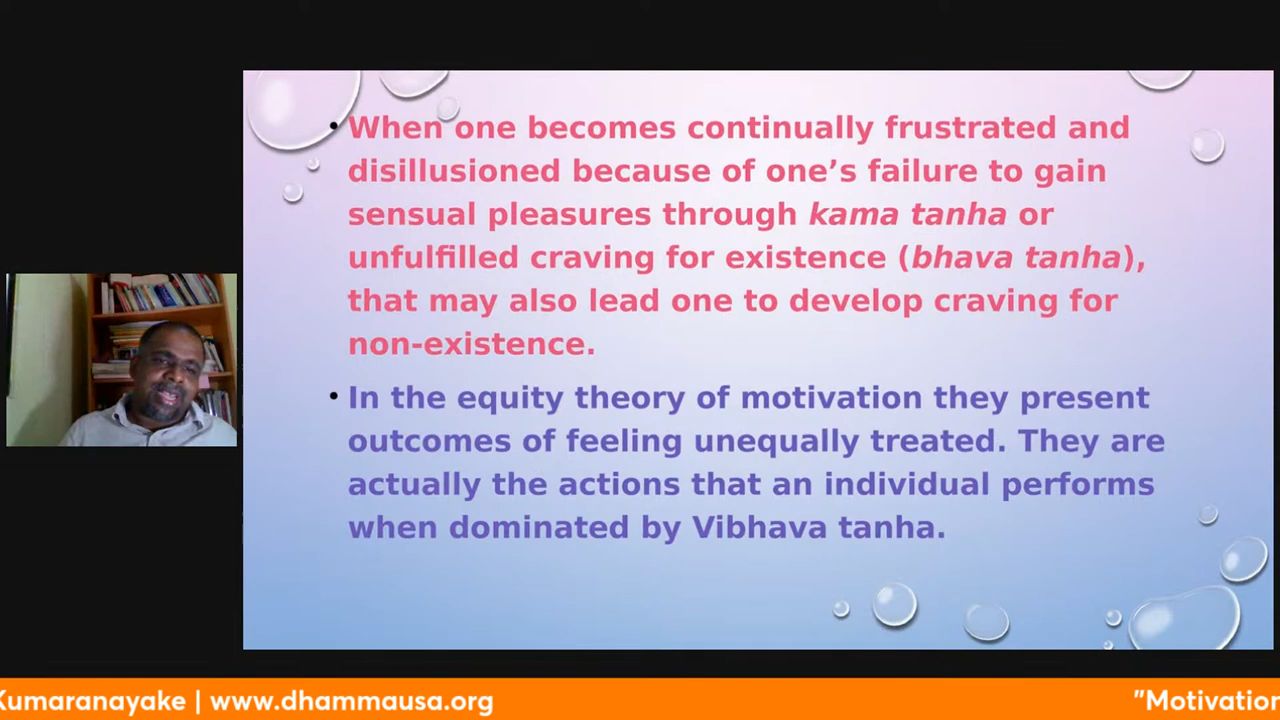 • When one becomes continually frustrated and
disillusioned because of one’s failure to gain
sensual pleasures through kama tanha or
unfulfilled craving for existence (bhava tanha),
that may also lead one to develop craving for
non-existence.
• In the equity theory of motivation they present
outcomes of feeling unequally treated. They are
actually the actions that an individual performs
when dominated by Vibhava tanha.
Kumaranayake | www.dhammausa.org
"Motivation